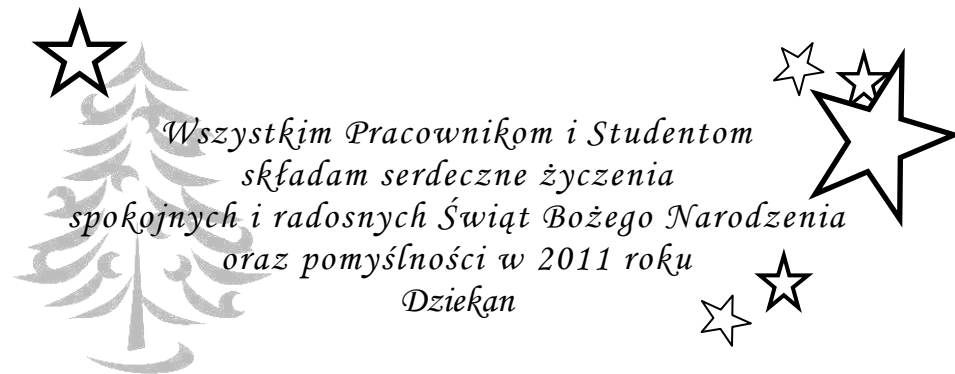 Wszystkim Pracownikom i Studentom
składam serdeczne życzenia
spokojnych i radosnych Świąt Bożego Narodzenia
oraz pomyślności w 2011 roku
Dziekan